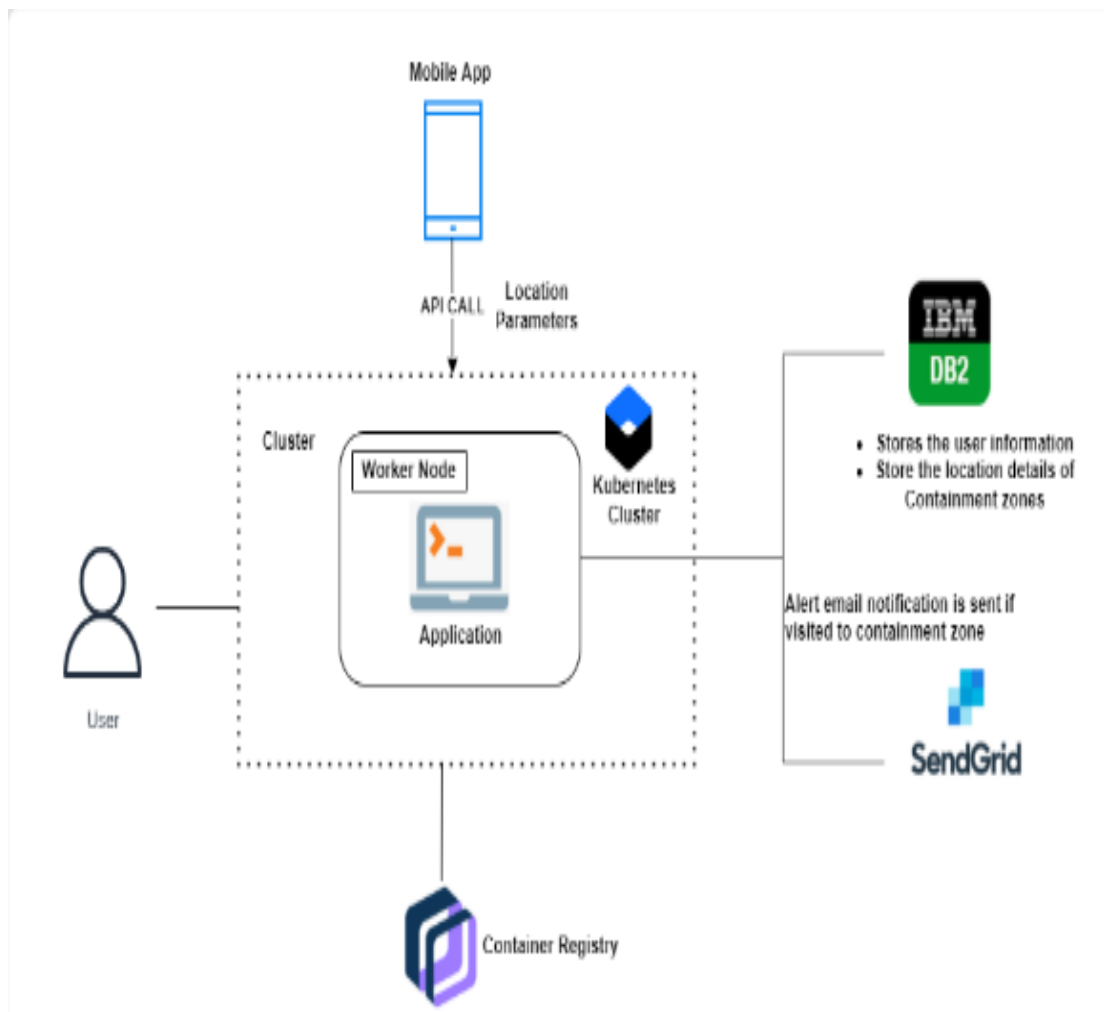 Mobile App
API CALL
Location
Parameters
IBM
DB2
Cluster
Worker Node
Kubernetes
Cluster
• Stores the user information
• Store the location details of
Containment zones
Application
Alert email notification is sent if
visited to containment zone
User
SendGrid
Container Registry